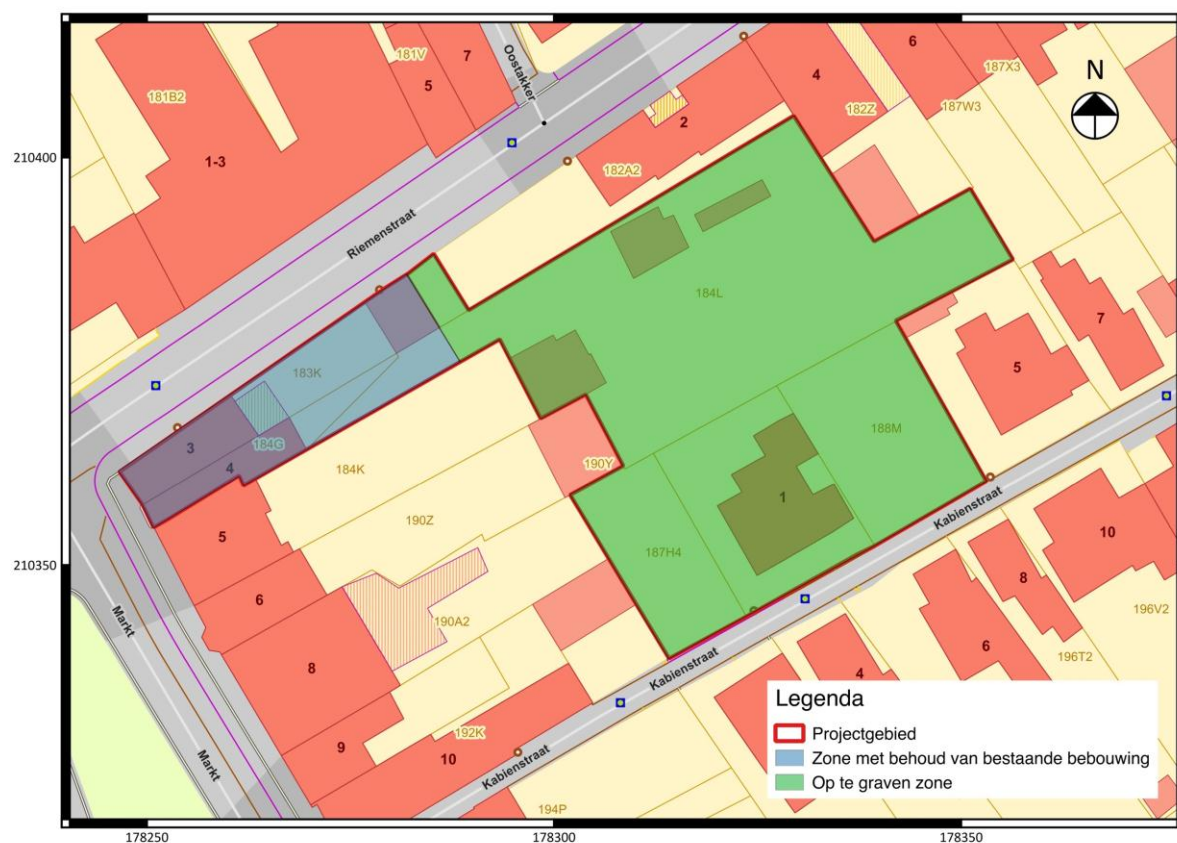 181B2
181V
5
7
Oostakker
1-3
6
4
187X3
182Z
187W3
N
210400
2
182A2
Riemenstraat
184L
7
5
183K
3
184G
4
184K
190Y
188M
1
Kabienstraat
190Z
5
187H4
10
210350
6
8
Markt
190A2
8
196V2
6
196T2
Kabienstraat
4
Legenda
Projectgebied
Zone met behoud van bestaande bebouwing
Op te graven zone
9
192K
10
Markt
Kabienstraat
194P
178250
178300
178350